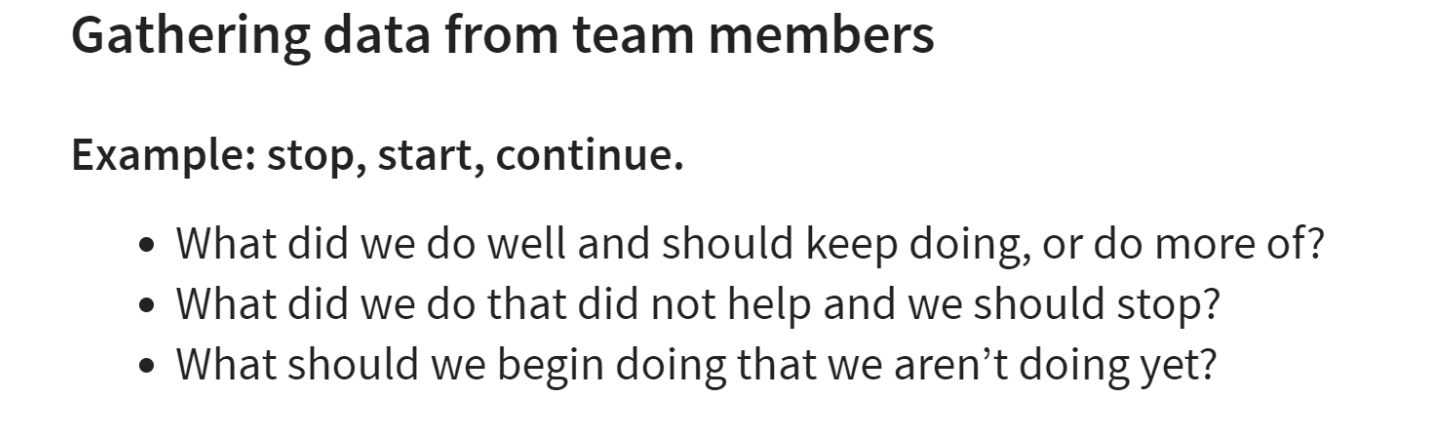 Gathering data from team members
Example: stop, start, continue.
• What did we do well and should keep doing, or do more of?
• What did we do that did not help and we should stop?
• What should we begin doing that we aren’t doing yet?